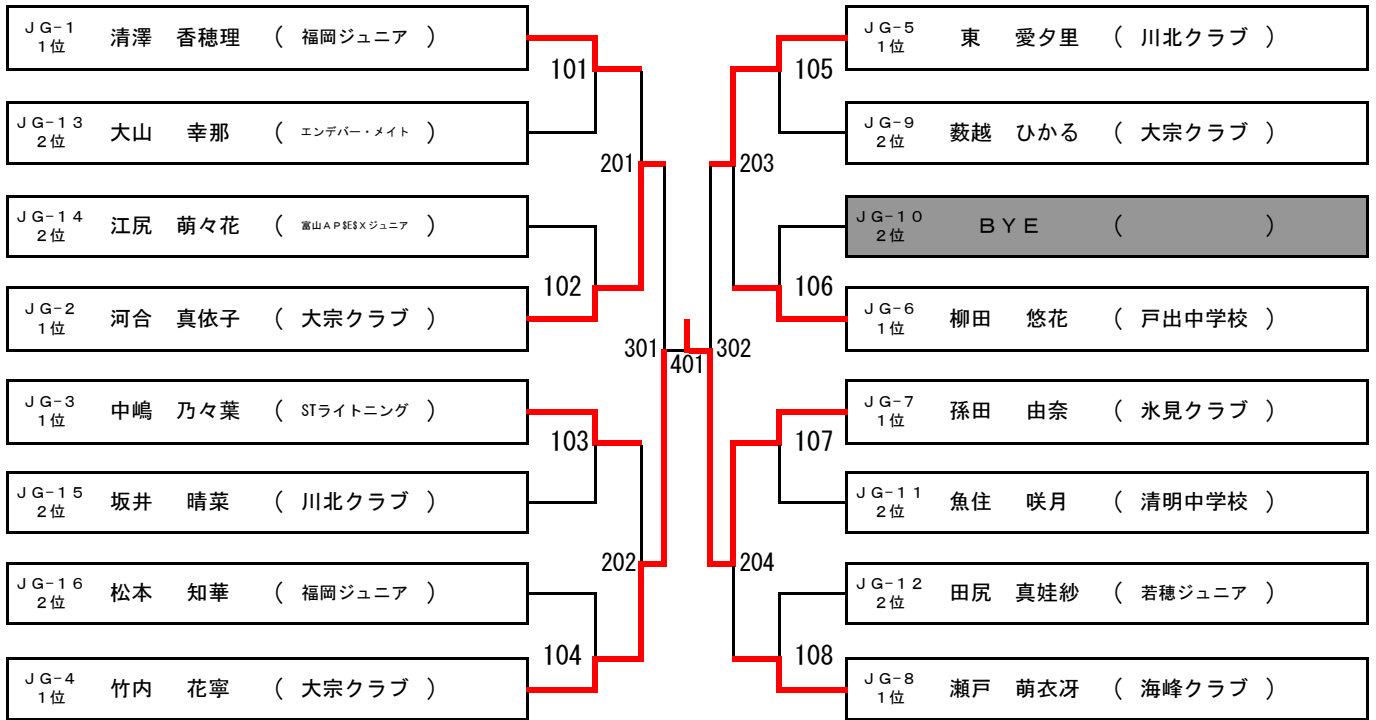 JG-1 1位 清澤 香穂理 ( 福岡ジュニア )
101
JG-13 2位 大山 幸那 ( エンデバー・メイト )
201
JG-14 2位 江尻 萌々花 ( 富山AP$E$Xジュニア )
102
JG-2 1位 河合 真依子 ( 大宗クラブ )
301
JG-3 1位 中嶋 乃々葉 ( STライトニング )
103
JG-15 2位 坂井 晴菜 ( 川北クラブ )
202
JG-16 2位 松本 知華 ( 福岡ジュニア )
104
JG-4 1位 竹内 花寧 ( 大宗クラブ )
401
JG-5 1位 東 愛夕里 ( 川北クラブ )
105
JG-9 2位 薮越 ひかる ( 大宗クラブ )
203
JG-10 2位 BYE ( )
106
JG-6 1位 柳田 悠花 ( 戸出中学校 )
302
JG-7 1位 孫田 由奈 ( 氷見クラブ )
107
JG-11 2位 魚住 咲月 ( 清明中学校 )
204
JG-12 2位 田尻 真娃紗 ( 若穂ジュニア )
108
JG-8 1位 瀬戸 萌衣冴 ( 海峰クラブ )